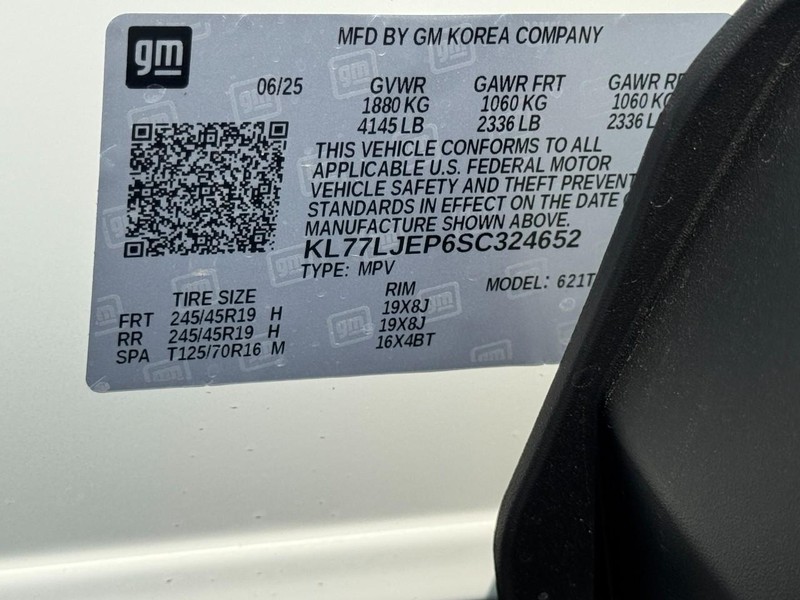 gm
MFD BY GM KOREA COMPANY
06/25 GVWR GAWR FRT GAWR
1880 KG 1060 KG 1060 KG
4145 LB 2336 LB 2336
THIS VEHICLE CONFORMS TO ALL
APPLICABLE U.S. FEDERAL MOTOR
VEHICLE SAFETY AND THEFT PREVENT
STANDARDS IN EFFECT ON THE DATE
MANUFACTURE SHOWN ABOVE.
KL77LJEP6SC324652
TYPE: MPV
MODEL: 621T
TIRE SIZE RIM
FRT 245/45R19 H 19X8J
RR 245/45R19 H 19X8J
SPA T125/70R16 M 16X4BT